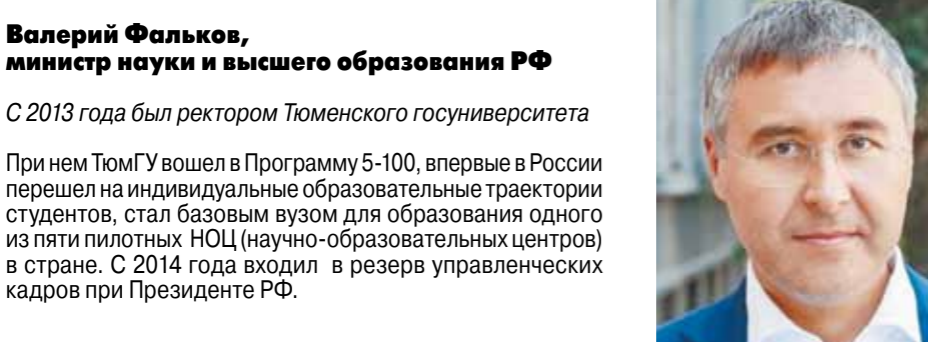 Валерий Фальков,
министр науки и высшего образования РФ
С 2013 года был ректором Тюменского госуниверситета
При нем ТюмГУ вошел в Программу 5-100, впервые в России
перешел на индивидуальные образовательные траектории
студентов, стал базовым вузом для образования одного
из пяти пилотных НОЦ (научно-образовательных центров)
в стране. С 2014 года входил в резерв управленческих
кадров при Президенте РФ.